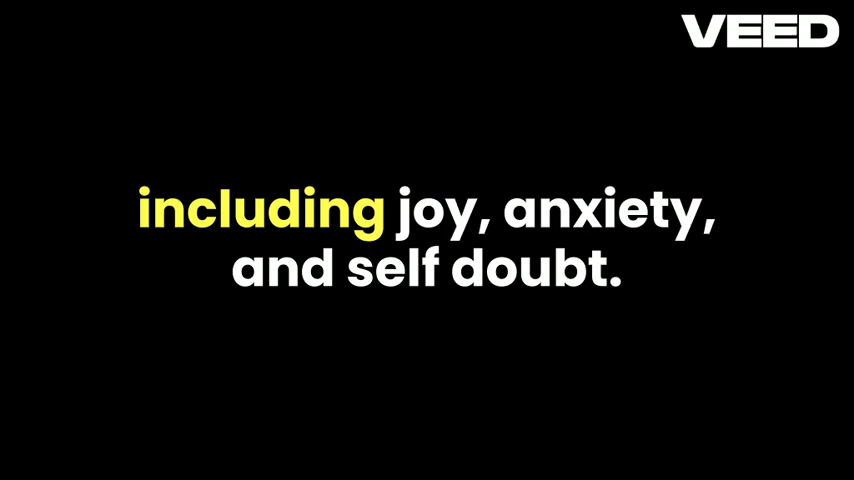 VEED
including joy, anxiety,
and self doubt.